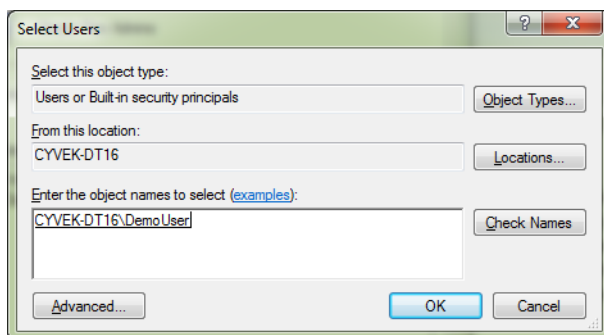 Select Users
Select this object type:
Users or Built-in security principals
Object Types...
From this location:
CYVEK-DT16
Locations...
Enter the object names to select (examples):
CYVEK-DT16\DemoUser
Check Names
Advanced...
OK
Cancel